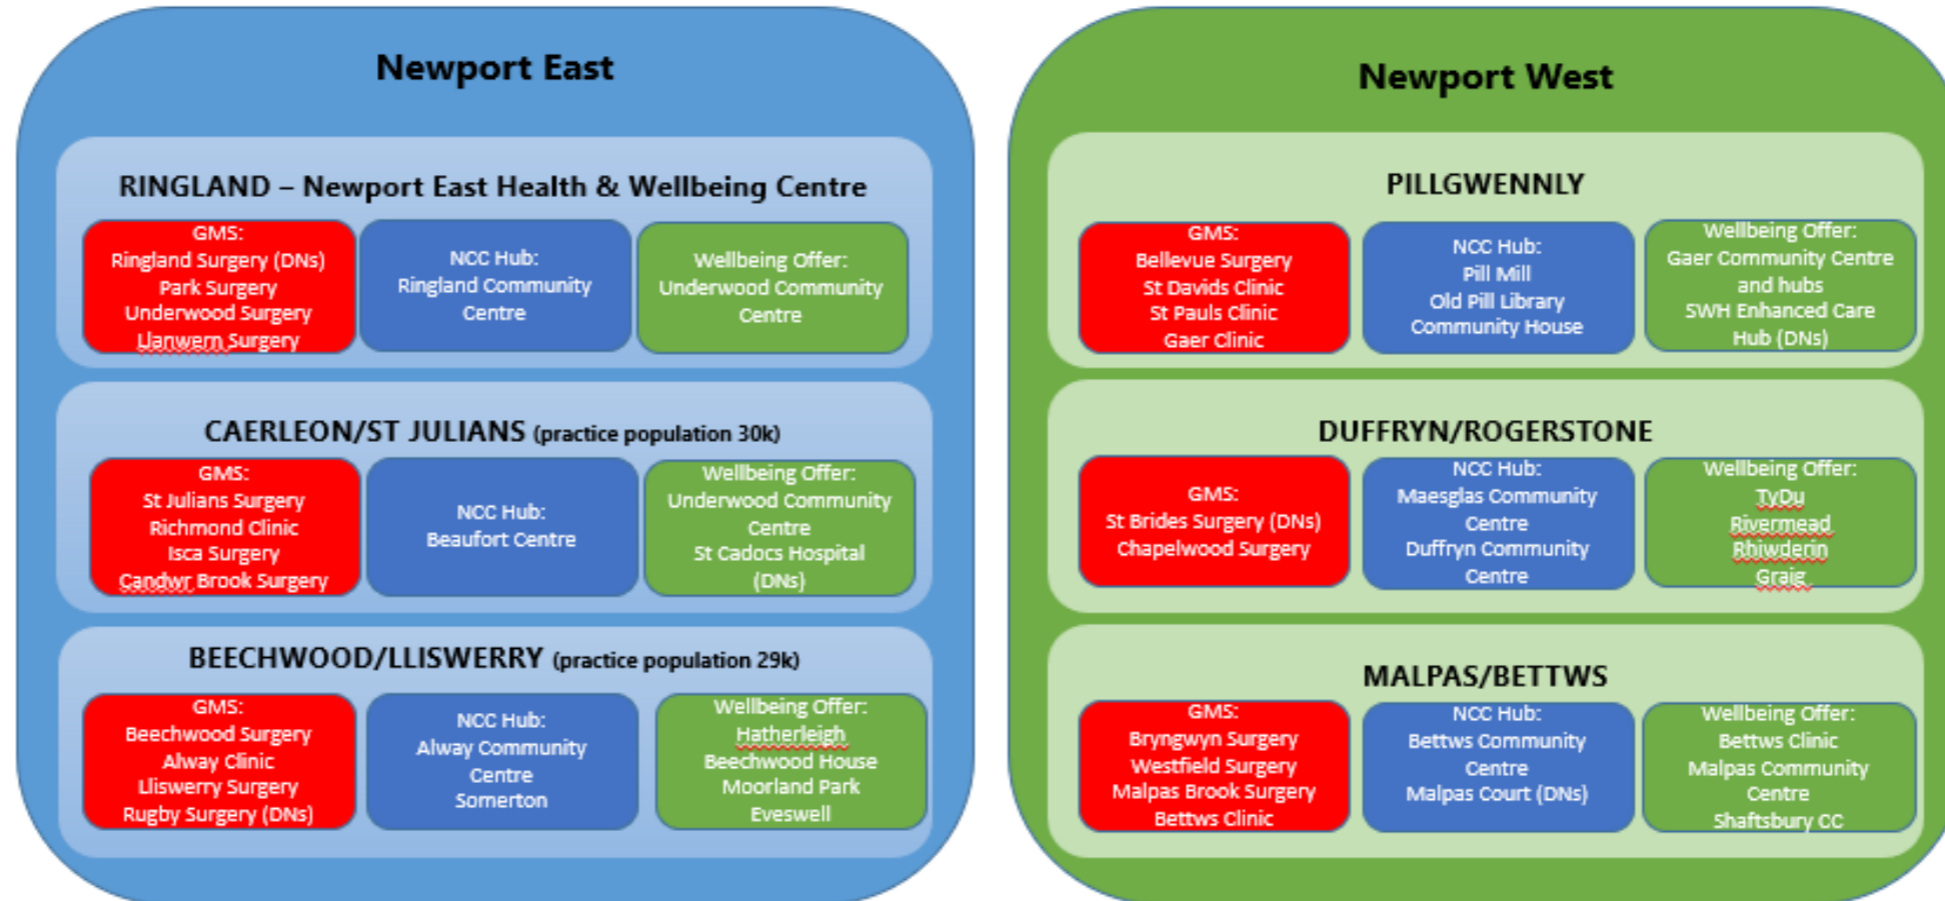 Newport East
RINGLAND – Newport East Health & Wellbeing Centre
GMS:
Ringland Surgery (DNs)
Park Surgery
Underwood Surgery
Llanwern Surgery
NCC Hub:
Ringland Community
Centre
Wellbeing Offer:
Underwood Community
Centre
CAERLEON/ST JULIANS (practice population 30k)
GMS:
St Julians Surgery
Richmond Clinic
Isca Surgery
Candwr Brook Surgery
NCC Hub:
Beaufort Centre
Wellbeing Offer:
Underwood Community
Centre
St Cadocs Hospital
(DNs)
BEECHWOOD/LLISWERRY (practice population 29k)
GMS:
Beechwood Surgery
Alway Clinic
Lliswerry Surgery
Rugby Surgery (DNs)
NCC Hub:
Alway Community
Centre
Somerton
Wellbeing Offer:
Hatherleigh
Beechwood House
Moorland Park
Eveswell
Newport West
PILLGWENNLY
GMS:
Bellevue Surgery
St Davids Clinic
St Pauls Clinic
Gaer Clinic
NCC Hub:
Pill Mill
Old Pill Library
Community House
Wellbeing Offer:
Gaer Community Centre
and hubs
SWH Enhanced Care
Hub (DNs)
DUFFRYN/ROGERSTONE
GMS:
St Brides Surgery (DNs)
Chapelwood Surgery
NCC Hub:
Maesglas Community
Centre
Duffryn Community
Centre
Wellbeing Offer:
TyDu
Rivermead
Rhiwderin
Graig
MALPAS/BETTWS
GMS:
Bryngwyn Surgery
Westfield Surgery
Malpas Brook Surgery
Bettws Clinic
NCC Hub:
Bettws Community
Centre
Malpas Court (DNs)
Wellbeing Offer:
Bettws Clinic
Malpas Community
Centre
Shaftsbury CC